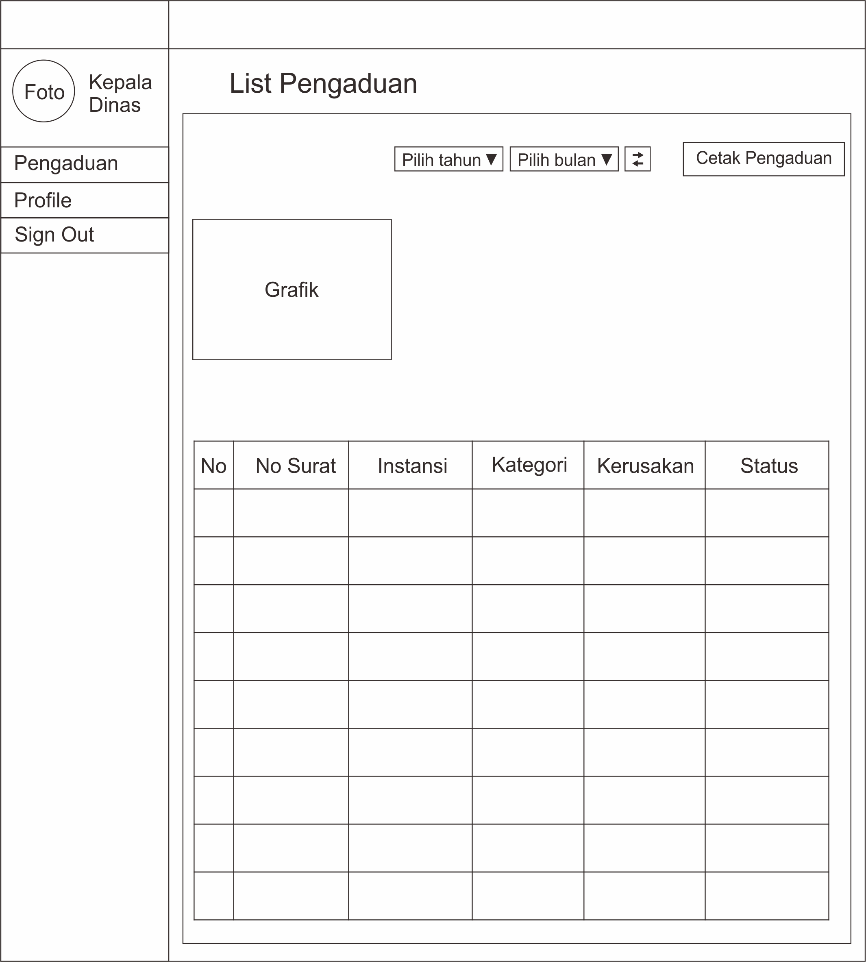 Foto
Kepala
Dinas
Pengaduan
Profile
Sign Out
List Pengaduan
Pilih tahun ▼ Pilih bulan ▼ ⇄ Cetak Pengaduan
Grafik
No No Surat Instansi Kategori Kerusakan Status